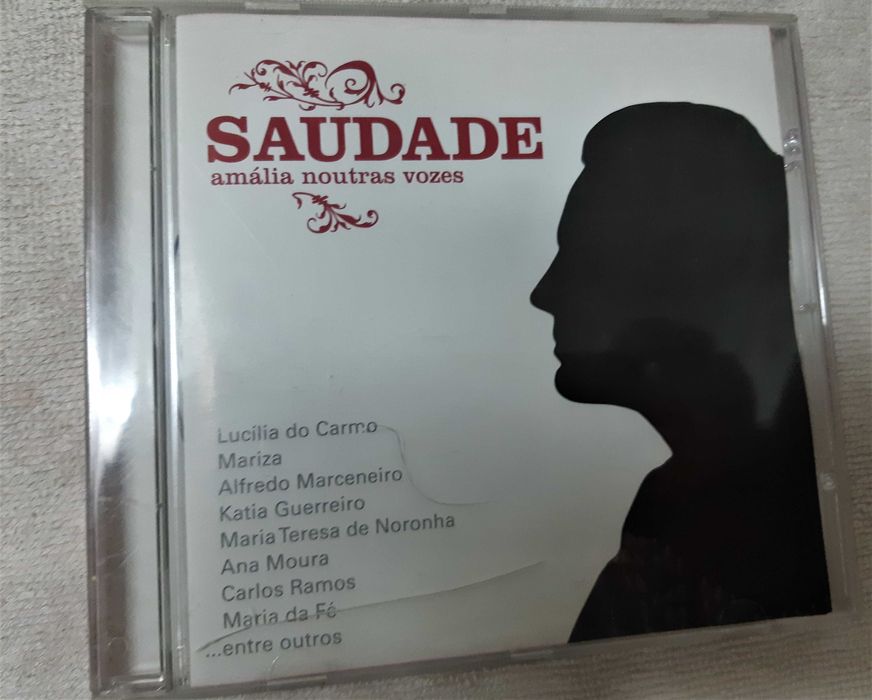 SAUDADE
amália noutras vozes
Lucília do Carmo
Mariza
Alfredo Marceneiro
Katia Guerreiro
Maria Teresa de Noronha
Ana Moura
Carlos Ramos
Maria da Fé
...entre outros